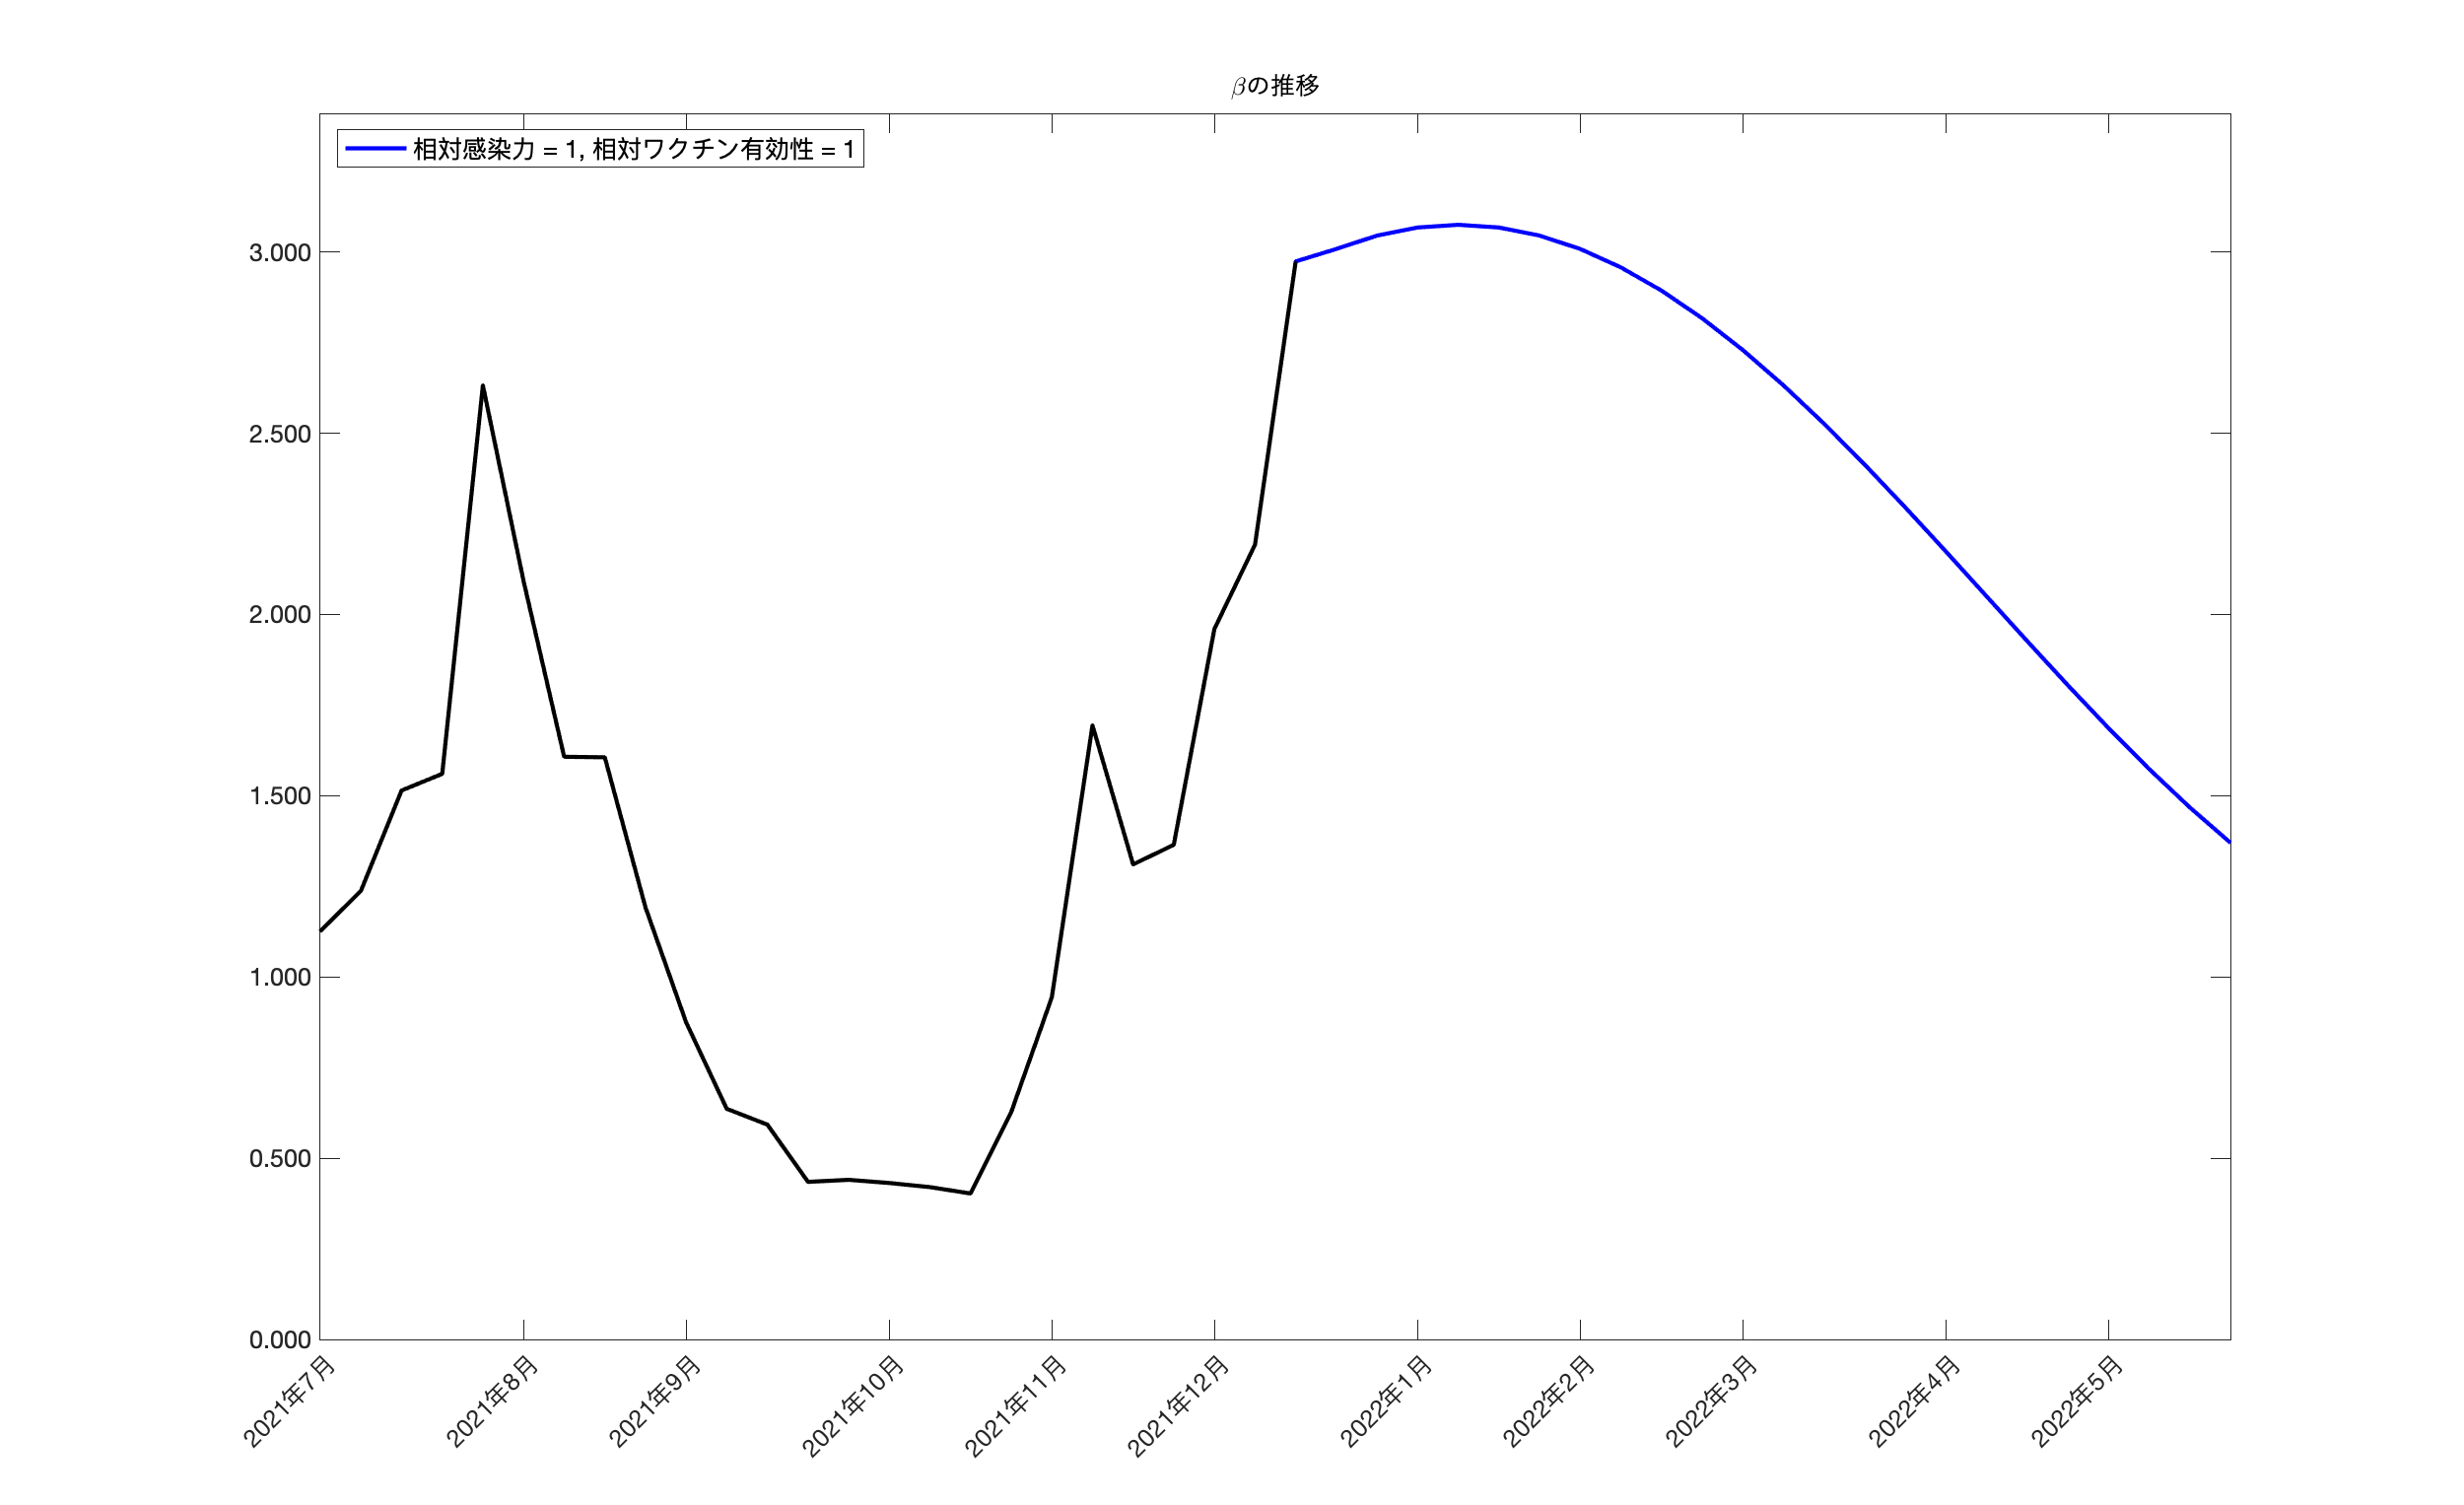 βの推移
相対感染力 = 1, 相対ワクチン有効性 = 1
3.000
2.500
2.000
1.500
1.000
0.500
0.000
2021年7月
2021年8月
2021年9月
2021年10月
2021年11月
2021年12月
2022年1月
2022年2月
2022年3月
2022年4月
2022年5月